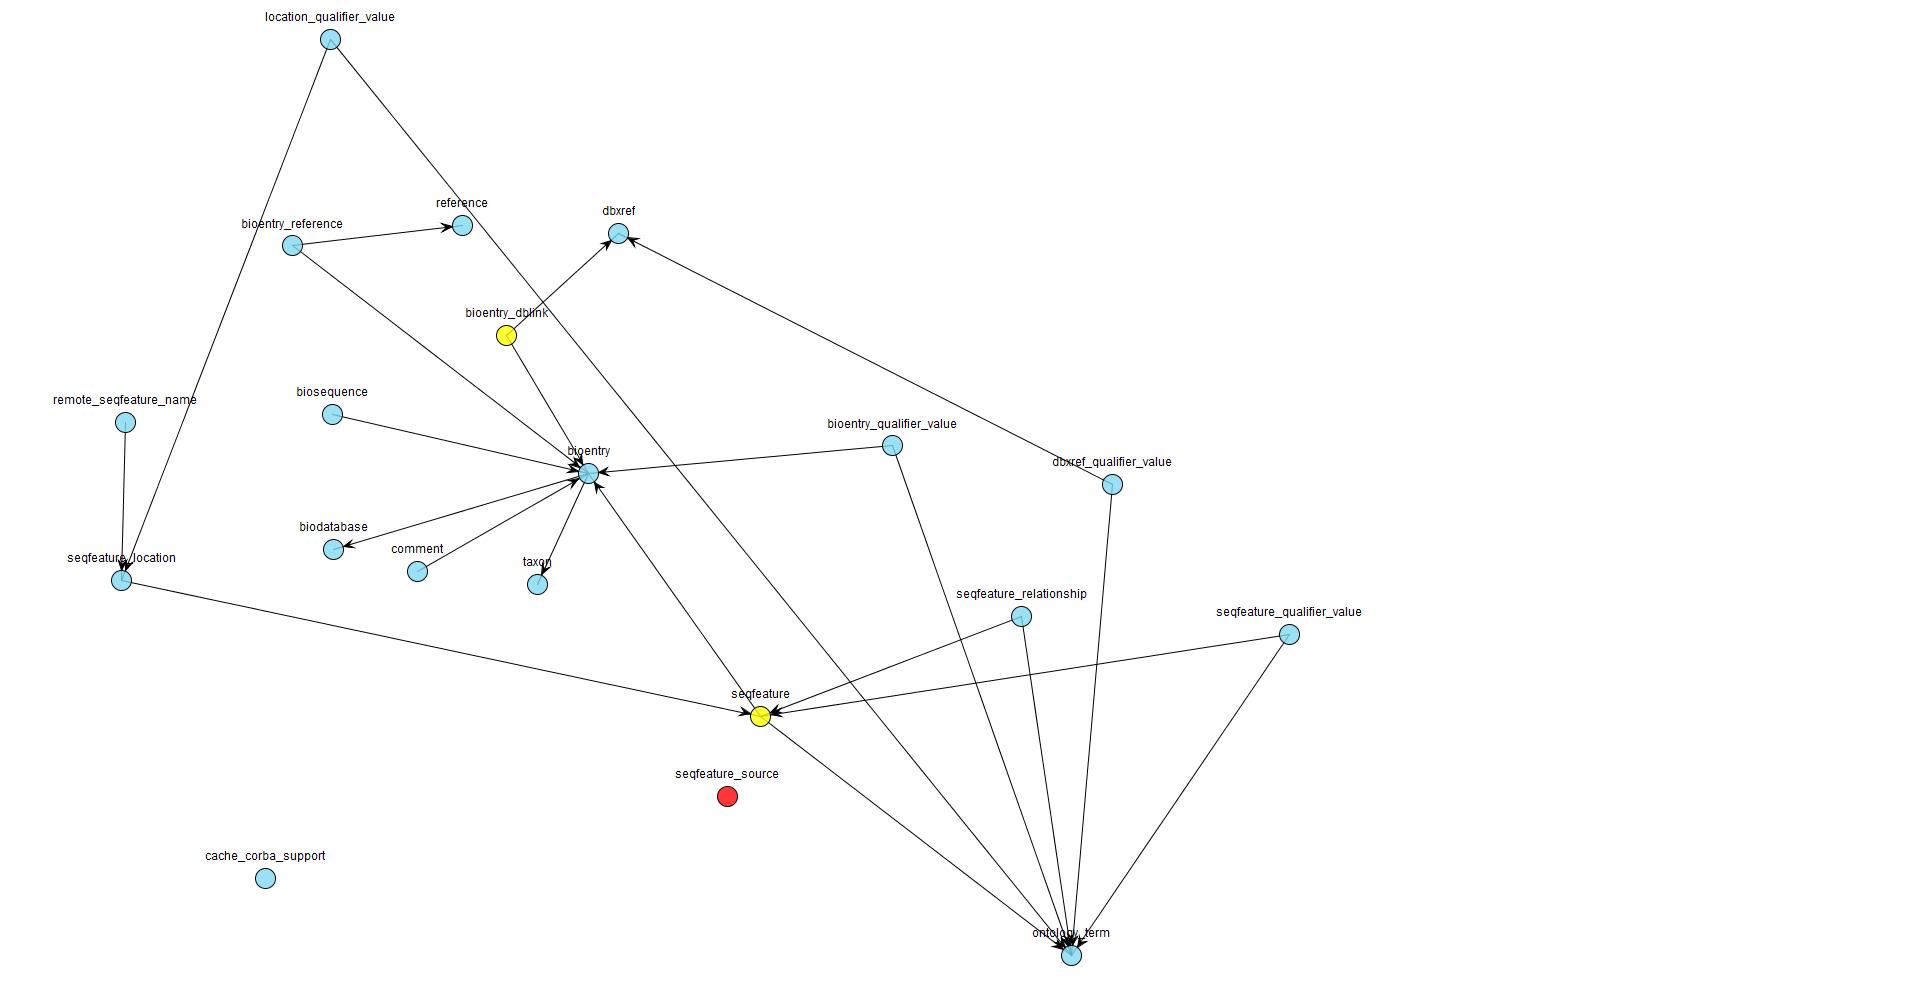 location_qualifier_value
reference
dbxref
bioentry_reference
bioentry_dblink
biosequence
remote_seqfeature_name
bioentry_qualifier_value
bioentry
dbxref_qualifier_value
biodatabase
comment
seqfeature_location
taxon
seqfeature_relationship
seqfeature_qualifier_value
seqfeature
seqfeature_source
cache_corba_support
ontology_term